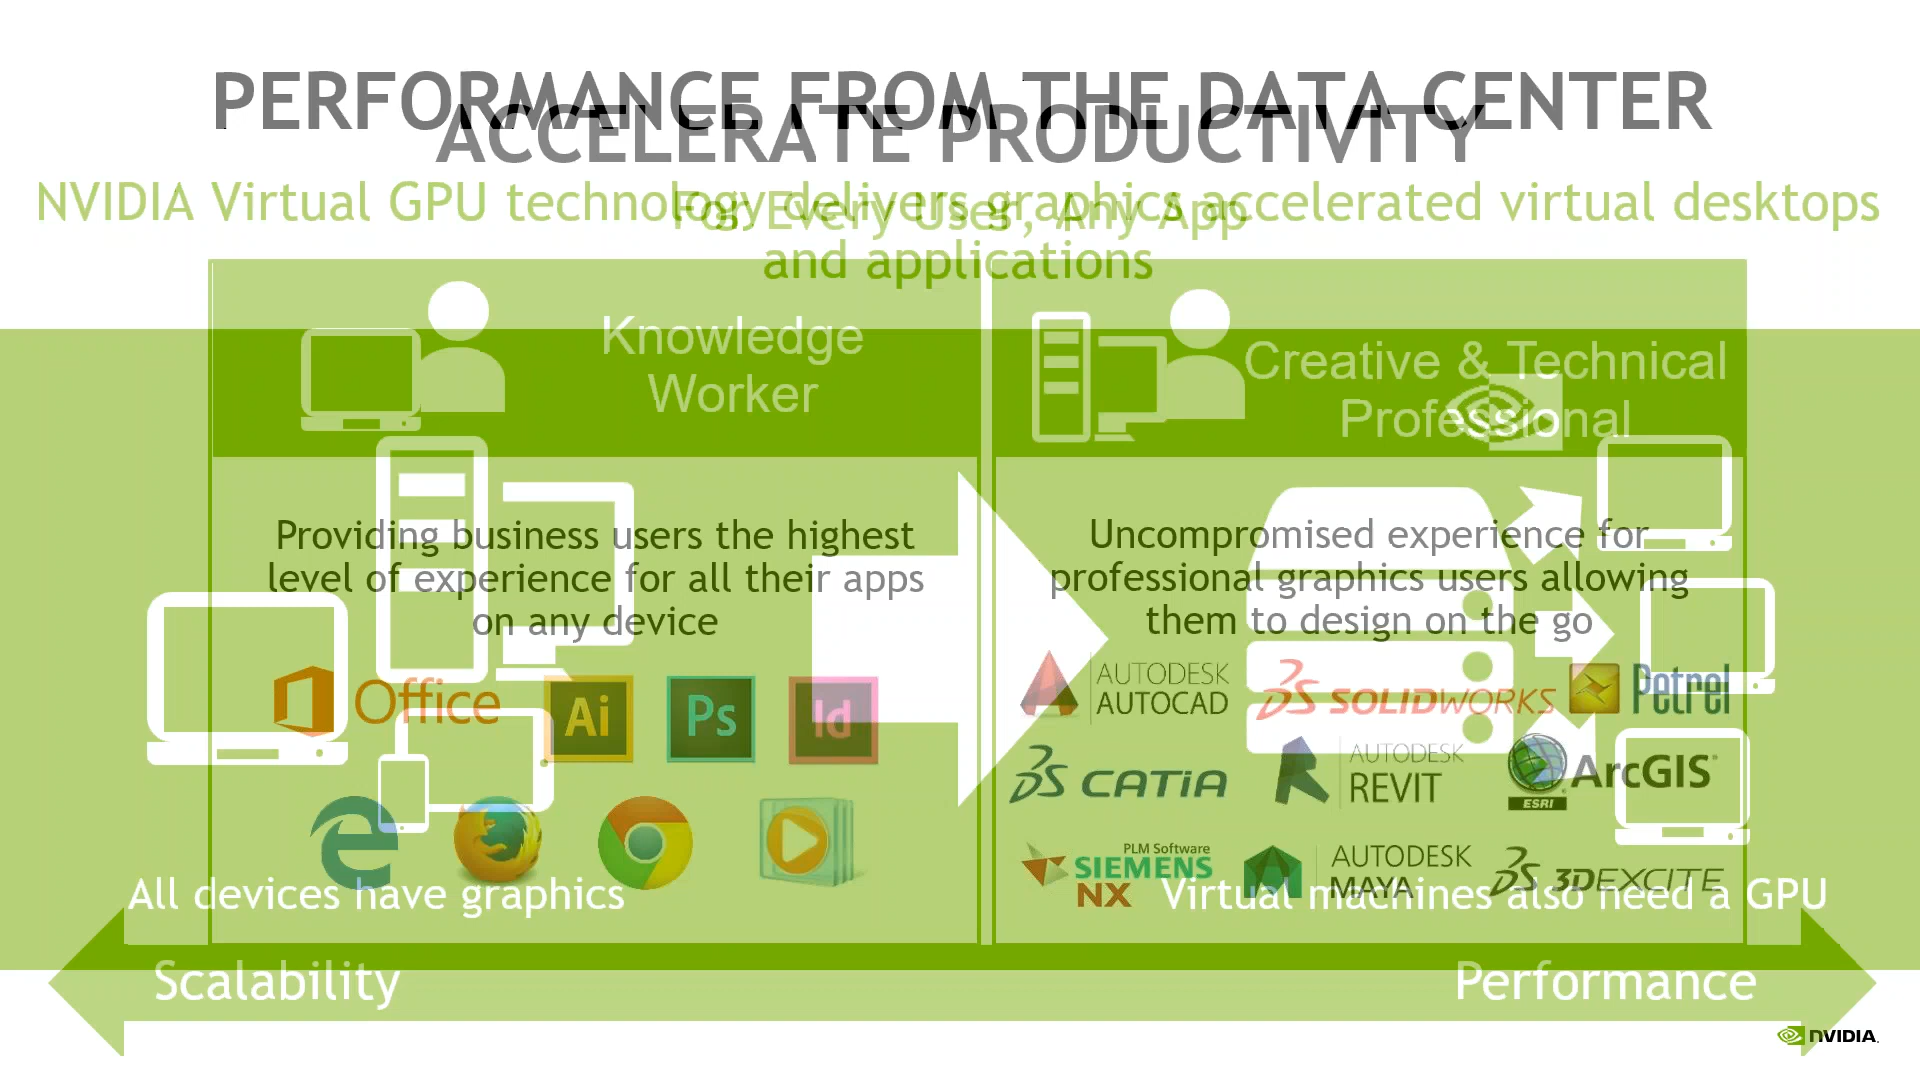 PERFORMANCE FROM THE DATA CENTER
ACCELERATE PRODUCTIVITY
NVIDIA Virtual GPU technology delivers graphics accelerated virtual desktops
and applications
For Every User, Any App
Knowledge
Worker
Creative & Technical
Professional
Providing business users the highest
level of experience for all their apps
on any device
Uncompromised experience for
professional graphics users allowing
them to design on the go
Office
Ai
Ps
Id
AUTODESK
AUTOCAD
SOLIDWORKS
Petrel
CATIA
AUTODESK
REVIT
ESRI
ArcGIS
PLM Software
SIEMENS
NX
AUTODESK
MAYA
3DEXCITE
All devices have graphics
Virtual machines also need a GPU
Scalability
Performance
NVIDIA.